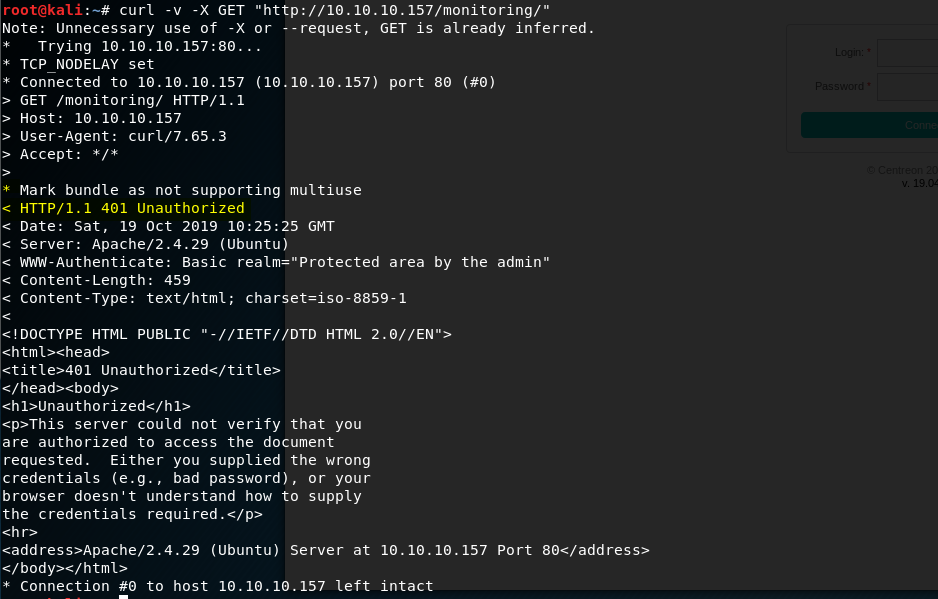 root@kali:~# curl -v -X GET "http://10.10.10.157/monitoring/"
Note: Unnecessary use of -X or --request, GET is already inferred.
*   Trying 10.10.10.157:80...
* TCP_NODELAY set
* Connected to 10.10.10.157 (10.10.10.157) port 80 (#0)
> GET /monitoring/ HTTP/1.1
> Host: 10.10.10.157
> User-Agent: curl/7.65.3
> Accept: */*
>
* Mark bundle as not supporting multiuse
< HTTP/1.1 401 Unauthorized
< Date: Sat, 19 Oct 2019 10:25:25 GMT
< Server: Apache/2.4.29 (Ubuntu)
< WWW-Authenticate: Basic realm="Protected area by the admin"
< Content-Length: 459
< Content-Type: text/html; charset=iso-8859-1
<
<!DOCTYPE HTML PUBLIC "-//IETF//DTD HTML 2.0//EN">
<html><head>
<title>401 Unauthorized</title>
</head><body>
<h1>Unauthorized</h1>
<p>This server could not verify that you
are authorized to access the document
requested.  Either you supplied the wrong
credentials (e.g., bad password), or your
browser doesn't understand how to supply
the credentials required.</p>
<hr>
<address>Apache/2.4.29 (Ubuntu) Server at 10.10.10.157 Port 80</address>
</body></html>
* Connection #0 to host 10.10.10.157 left intact
Login: *
Password *
Conne
© Centreon 20
v. 19.04